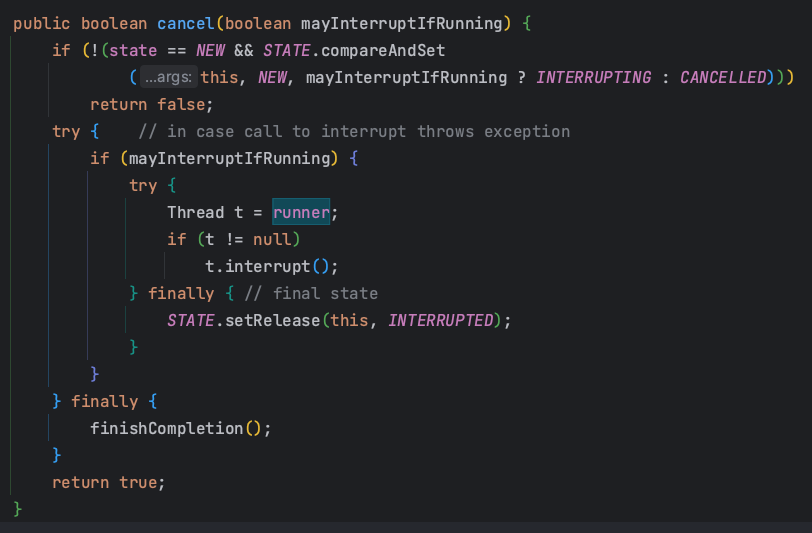 public boolean cancel(boolean mayInterruptIfRunning) {
    if (!(state == NEW && STATE.compareAndSet
            (...args: this, NEW, mayInterruptIfRunning ? INTERRUPTING : CANCELLED)))
        return false;
    try {    // in case call to interrupt throws exception
        if (mayInterruptIfRunning) {
            try {
                Thread t = runner;
                if (t != null)
                    t.interrupt();
            } finally { // final state
                STATE.setRelease(this, INTERRUPTED);
            }
        }
    } finally {
        finishCompletion();
    }
    return true;
}